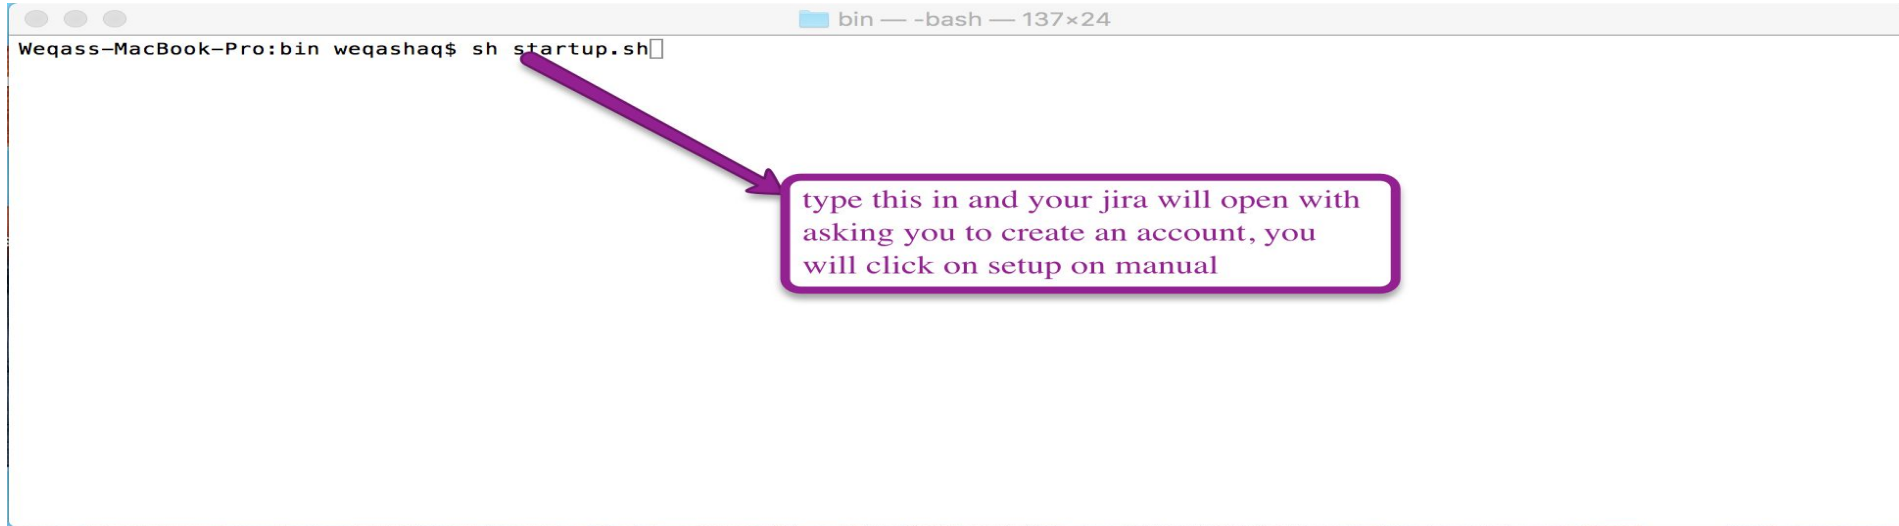 bin — -bash — 137×24
Weqass-MacBook-Pro:bin weqashaq$ sh startup.sh
type this in and your jira will open with
asking you to create an account, you
will click on setup on manual